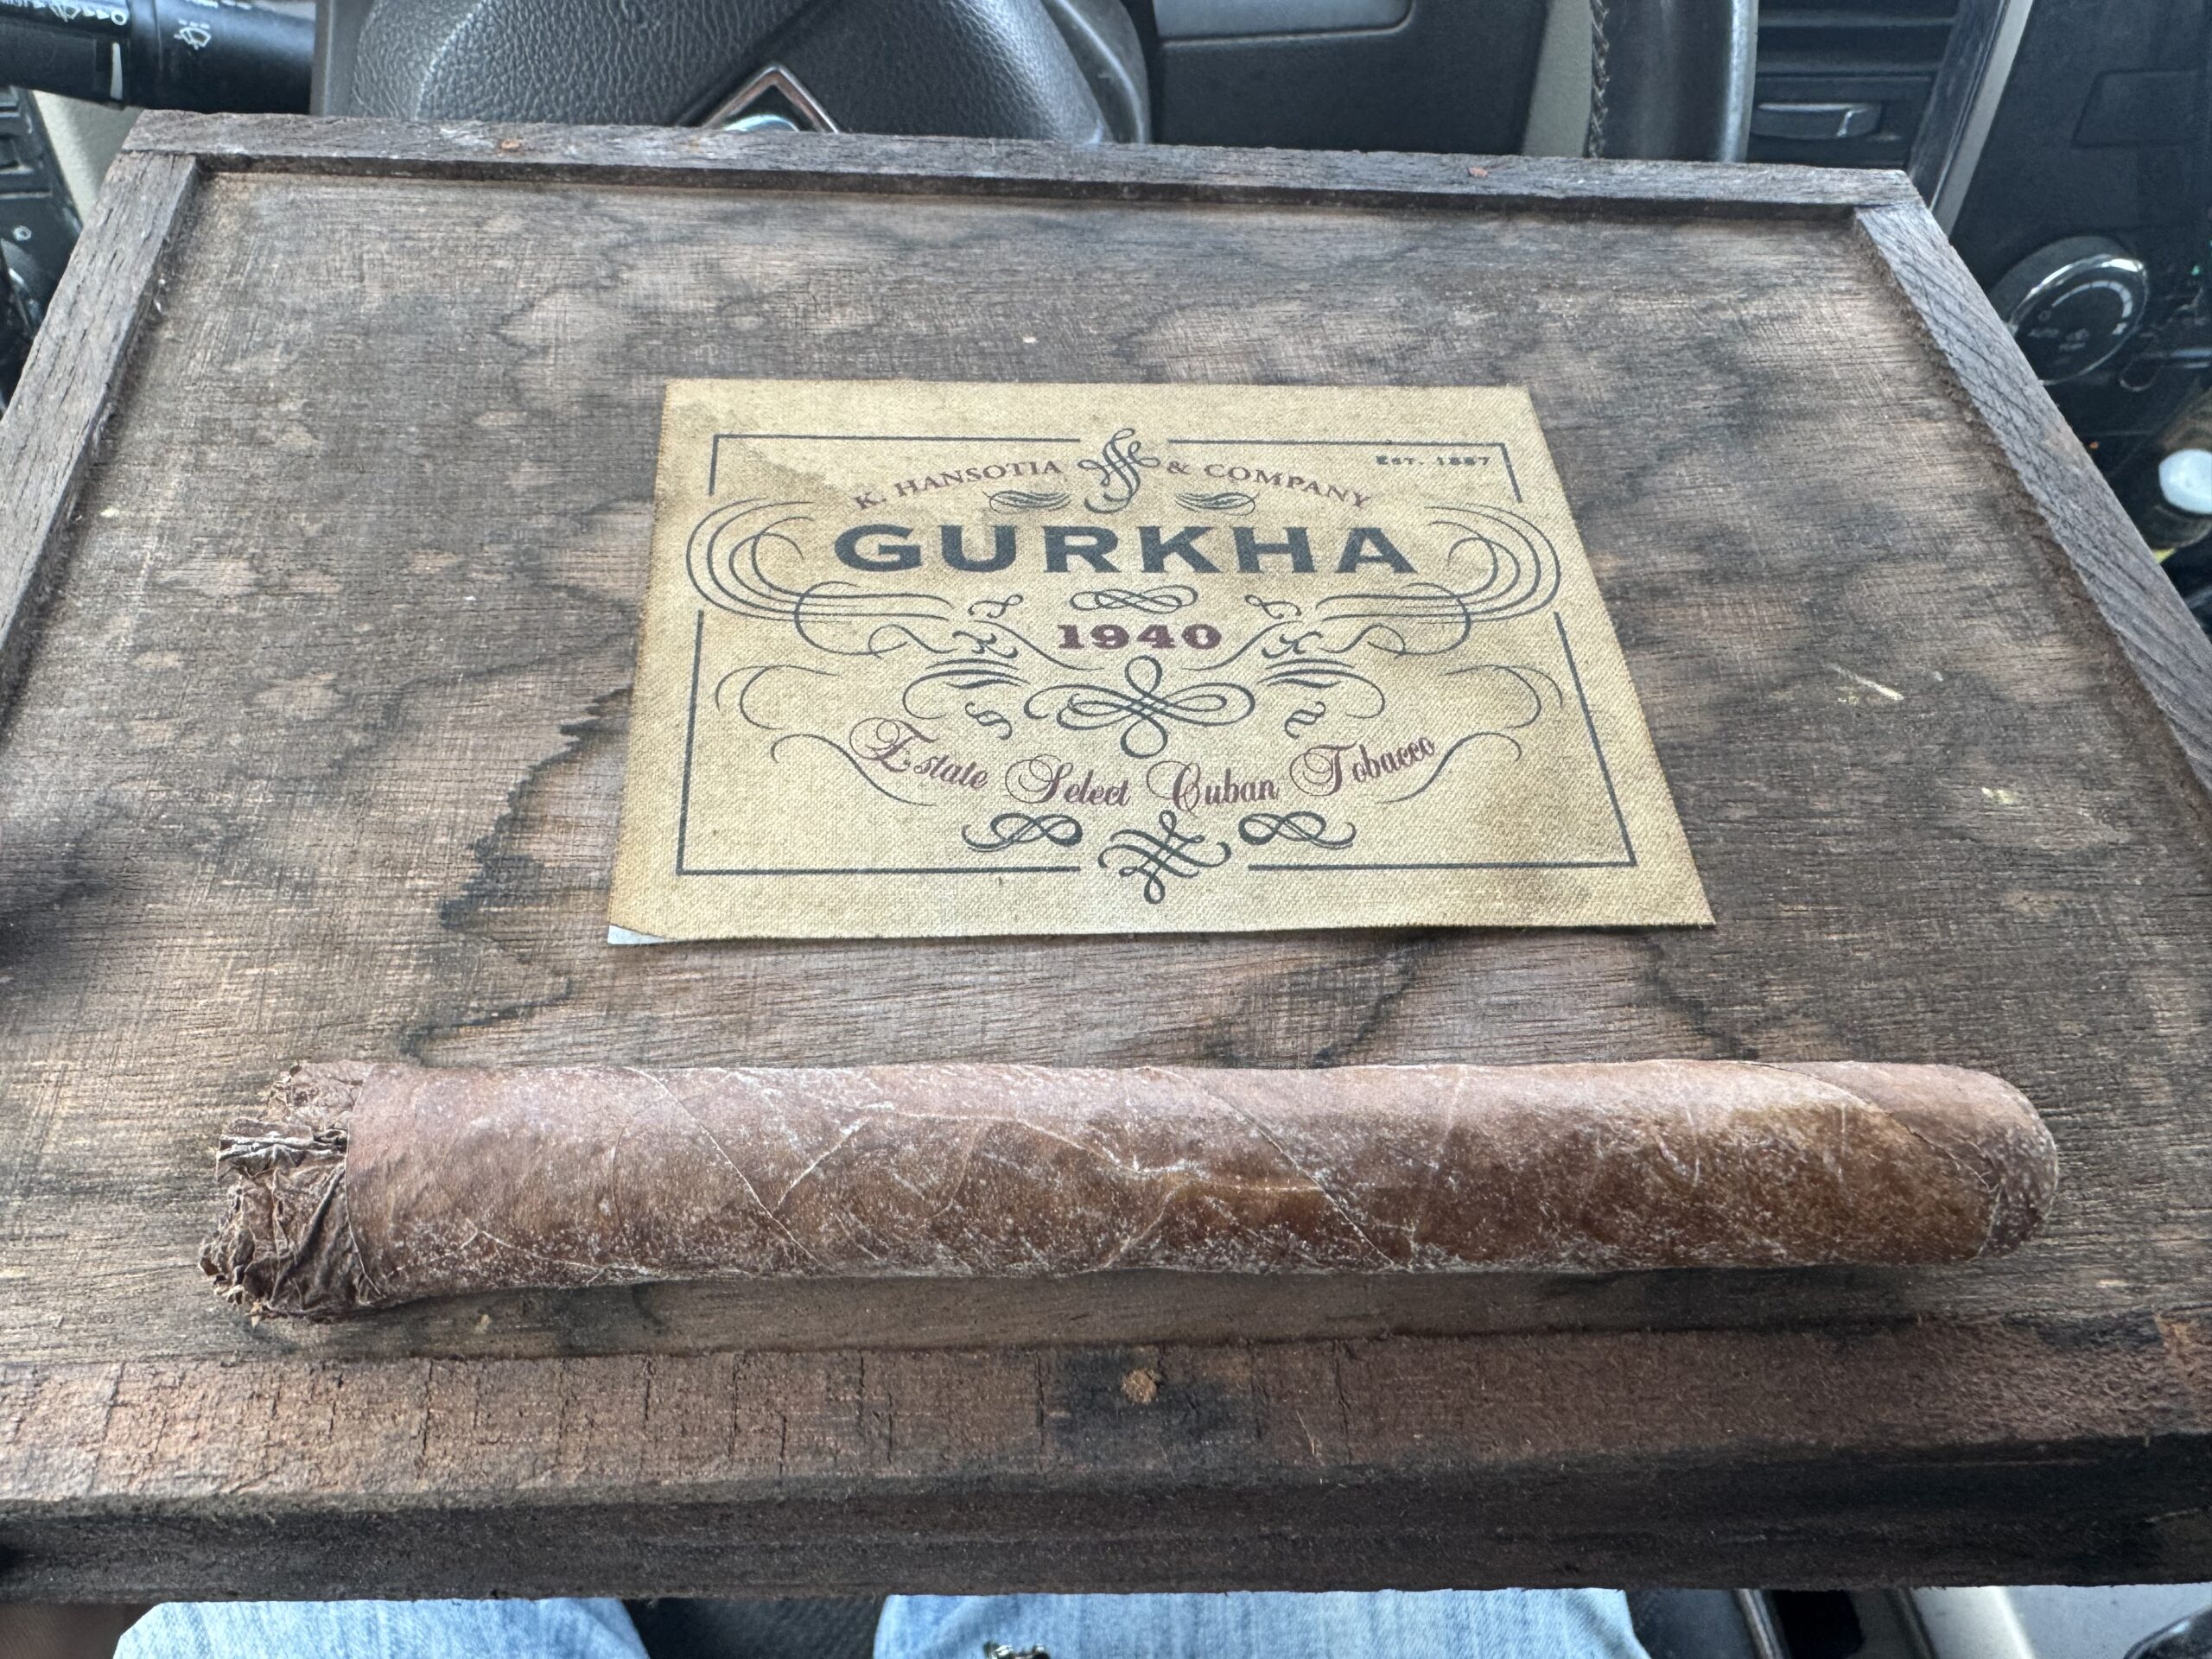 K. HANSOTIA & COMPANY
EST. 1887
GURKHA
1940
Estate Select Cuban Tobacco